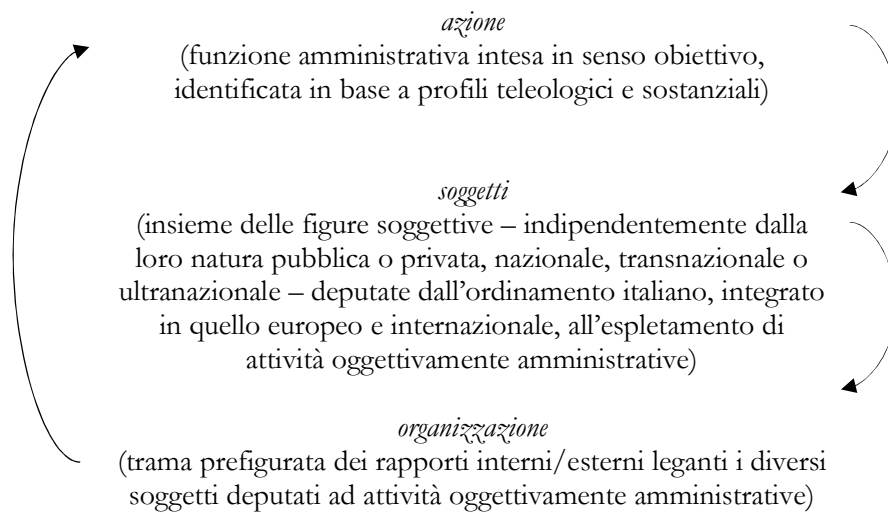 azione
(funzione amministrativa intesa in senso obiettivo,
identificata in base a profili teleologici e sostanziali)
soggetti
(insieme delle figure soggettive – indipendentemente dalla
loro natura pubblica o privata, nazionale, transnazionale o
ultranazionale – deputate dall’ordinamento italiano, integrato
in quello europeo e internazionale, all’espletamento di
attività oggettivamente amministrative)
organizzazione
(trama prefigurata dei rapporti interni/esterni leganti i diversi
soggetti deputati ad attività oggettivamente amministrative)